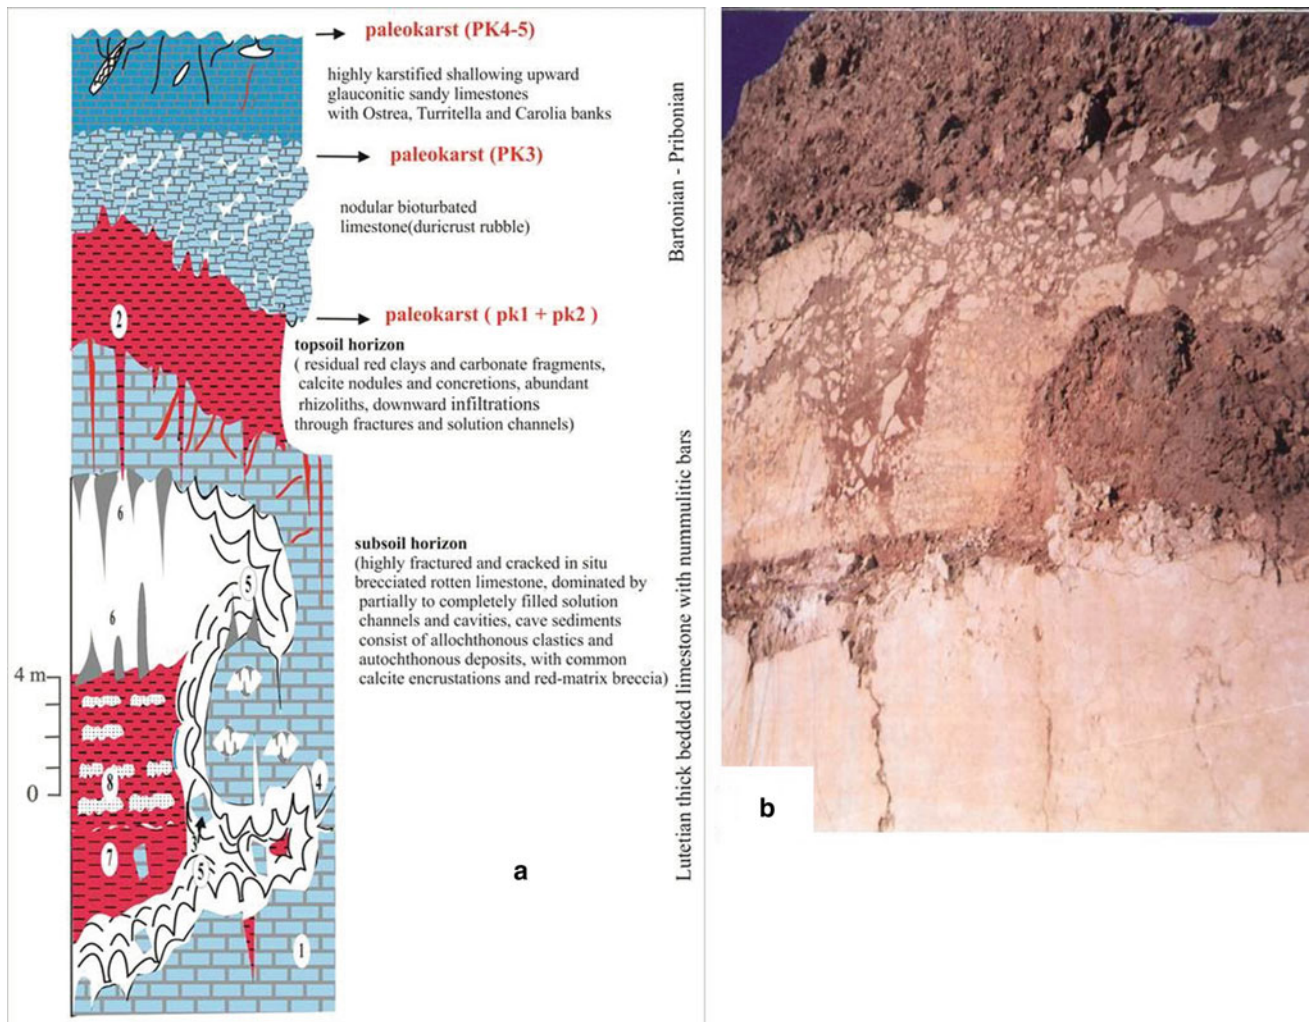 paleokarst (PK4-5)
highly karstified shallowing upward
glauconitic sandy limestones
with Ostrea, Turritella and Carolia banks
paleokarst (PK3)
nodular bioturbated
limestone(duricrust rubble)
Bartonian - Pribonian
2
paleokarst ( pk1 + pk2 )
topsoil horizon
( residual red clays and carbonate fragments,
calcite nodules and concretions, abundant
rhizoliths, downward infiltrations
through fractures and solution channels)
6
5
6
subsoil horizon
(highly fractured and cracked in situ
brecciated rotten limestone, dominated by
partially to completely filled solution
channels and cavities, cave sediments
consist of allochthonous clastics and
autochthonous deposits, with common
calcite encrustations and red-matrix breccia)
Lutetian thick bedded limestone with nummulitic bars
4 m
0
8
4
7
5
1
a
b